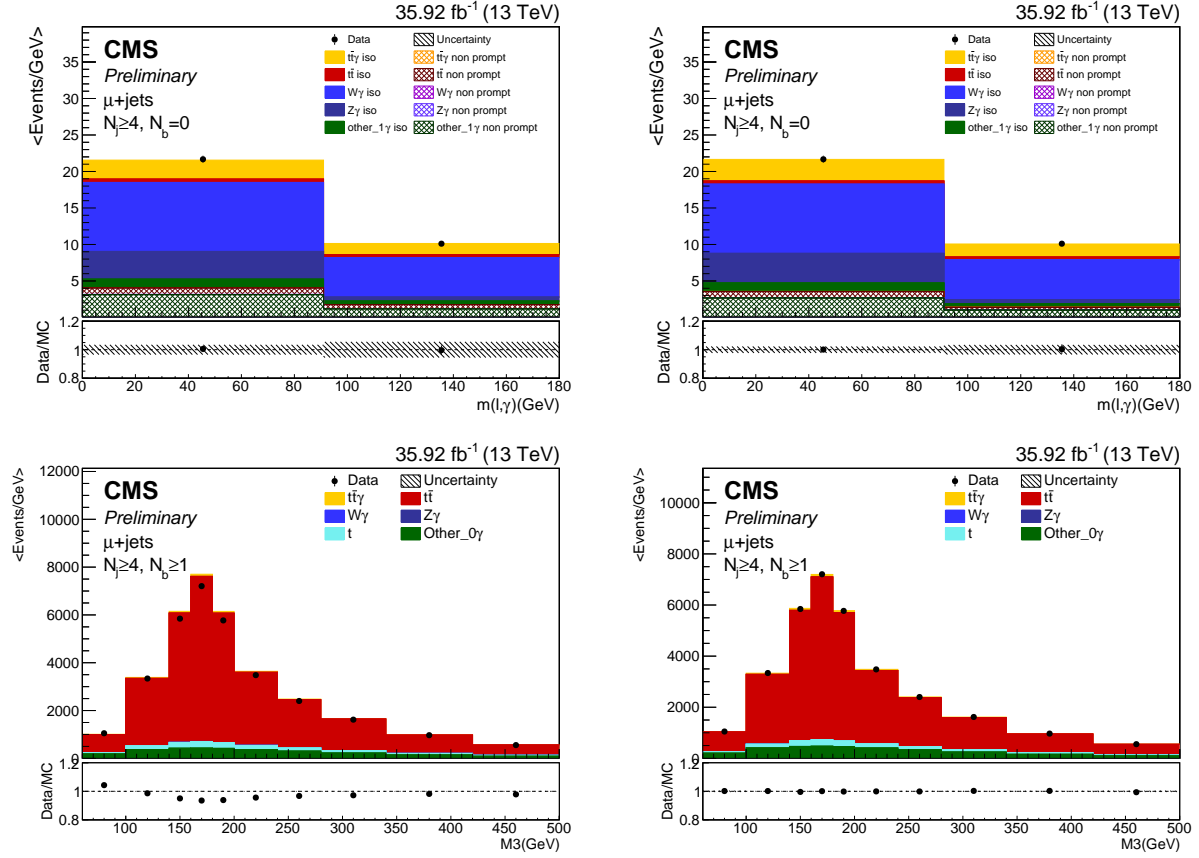 35.92 fb⁻¹ (13 TeV)
CMS
Preliminary
μ+jets
N_j≥4, N_b=0
Data
Uncertainty
tt̄γ iso
tt̄γ non prompt
tt̄ iso
tt̄ non prompt
Wγ iso
Wγ non prompt
Zγ iso
Zγ non prompt
other_1γ iso
other_1γ non prompt
<Events/GeV>
35
30
25
20
15
10
5
Data/MC
1.2
1
0.8
0 20 40 60 80 100 120 140 160 180
m(l,γ)(GeV)
35.92 fb⁻¹ (13 TeV)
CMS
Preliminary
μ+jets
N_j≥4, N_b=0
Data
Uncertainty
tt̄γ iso
tt̄γ non prompt
tt̄ iso
tt̄ non prompt
Wγ iso
Wγ non prompt
Zγ iso
Zγ non prompt
other_1γ iso
other_1γ non prompt
<Events/GeV>
35
30
25
20
15
10
5
Data/MC
1.2
1
0.8
0 20 40 60 80 100 120 140 160 180
m(l,γ)(GeV)
35.92 fb⁻¹ (13 TeV)
CMS
Preliminary
μ+jets
N_j≥4, N_b≥1
Data
Uncertainty
tt̄γ
tt̄
Wγ
Zγ
t
Other_0γ
<Events/GeV>
12000
10000
8000
6000
4000
2000
0
Data/MC
1.2
1
0.8
100 150 200 250 300 350 400 450 500
M3(GeV)
35.92 fb⁻¹ (13 TeV)
CMS
Preliminary
μ+jets
N_j≥4, N_b≥1
Data
Uncertainty
tt̄γ
tt̄
Wγ
Zγ
t
Other_0γ
<Events/GeV>
10000
8000
6000
4000
2000
0
Data/MC
1.2
1
0.8
100 150 200 250 300 350 400 450 500
M3(GeV)